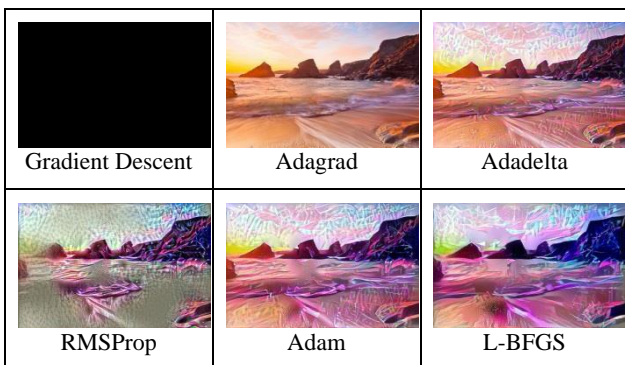 Gradient Descent
Adagrad
Adadelta
RMSProp
Adam
L-BFGS